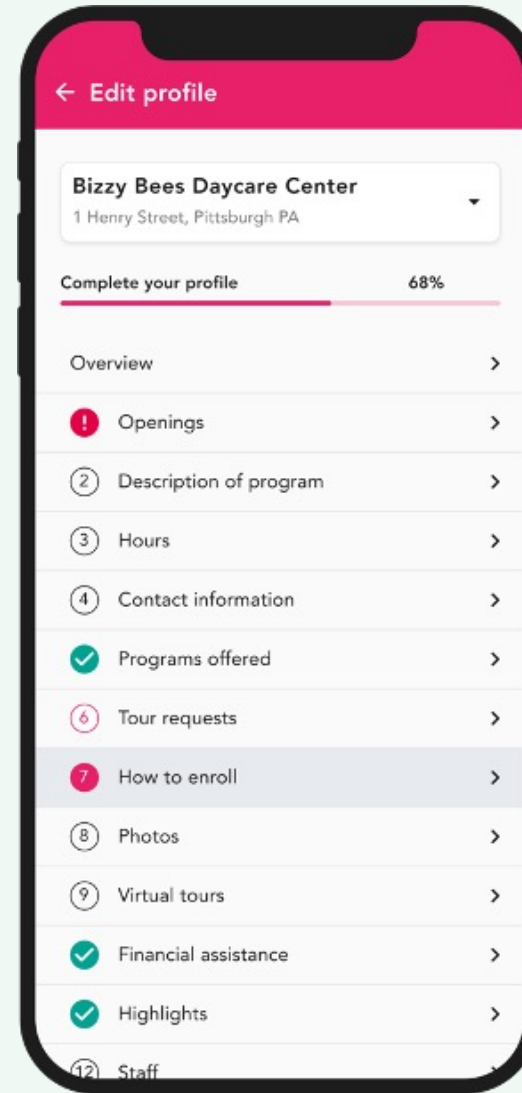 ← Edit profile
Bizzy Bees Daycare Center
1 Henry Street, Pittsburgh PA
Complete your profile 68%
Overview
! Openings
2 Description of program
3 Hours
4 Contact information
Programs offered
6 Tour requests
7 How to enroll
8 Photos
9 Virtual tours
Financial assistance
Highlights
12 Staff